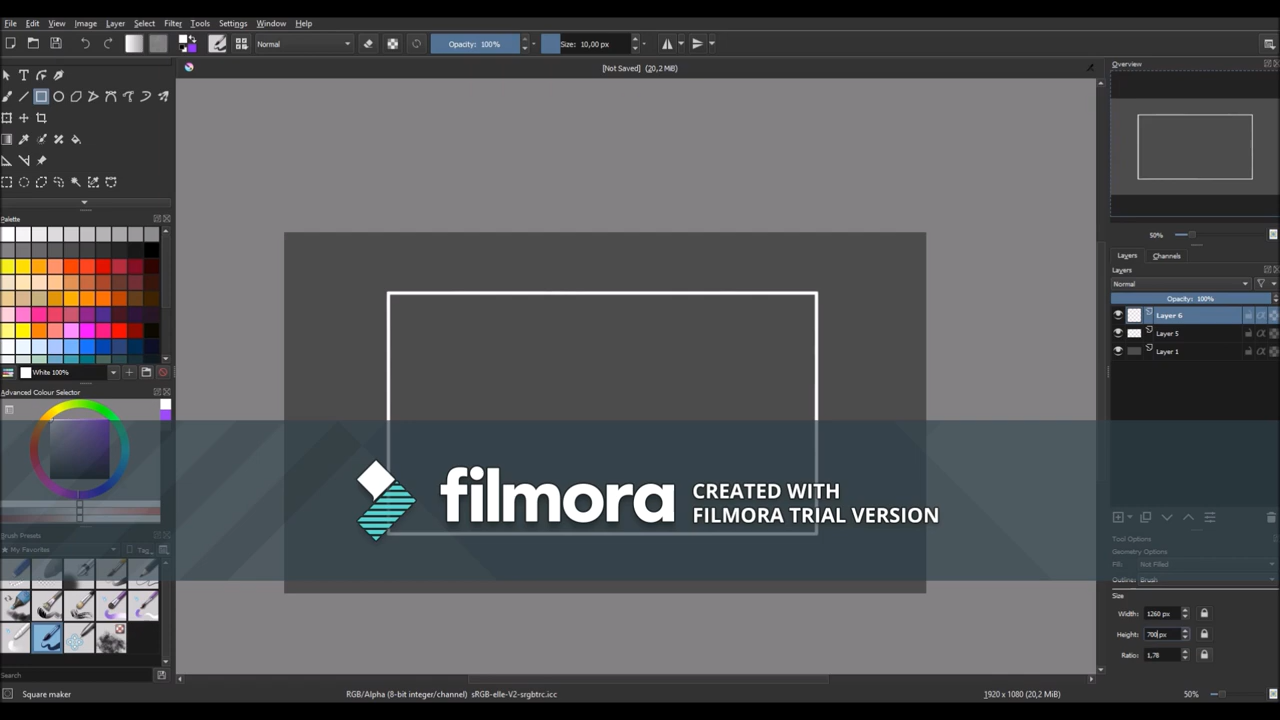 File Edit View Image Layer Select Filter Tools Settings Window Help
Normal Opacity: 100% Size: 10,00 px
[Not Saved] (20,2 MiB)
Overview
50%
Palette
White 100%
Layers Channels
Layers
Normal
Opacity: 100%
Layer 6
Layer 5
Layer 1
Advanced Colour Selector
filmora
CREATED WITH
FILMORA TRIAL VERSION
Brush Presets
My Favorites Tag
Search
Tool Options
Geometry Options
Fill: Not Filled
Outline: Brush
Size
Width: 1260 px
Height: 700 px
Ratio: 1,78
Square maker RGB/Alpha (8-bit integer/channel) sRGB-elle-V2-srgbtrc.icc 1920 x 1080 (20,2 MiB) 50%